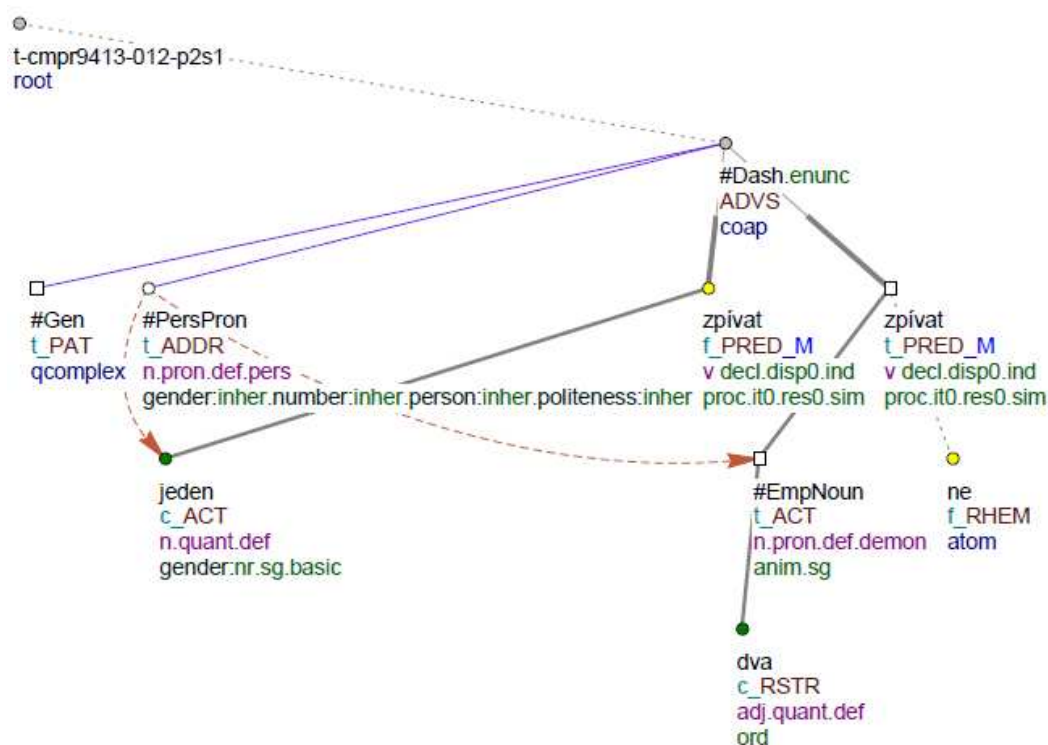 t-cmpr9413-012-p2s1
root
#Dash.enunc
ADVS
coap
#Gen
t_PAT
qcomplex
#PersPron
t_ADDR
n.pron.def.pers
gender:inher.number:inher.person:inher.politeness:inher
zpívat
f_PRED_M
v decl.disp0.ind
proc.it0.res0.sim
zpívat
t_PRED_M
v decl.disp0.ind
proc.it0.res0.sim
jeden
c_ACT
n.quant.def
gender:nr.sg.basic
#EmpNoun
t_ACT
n.pron.def.demon
anim.sg
ne
f_RHEM
atom
dva
c_RSTR
adj.quant.def
ord